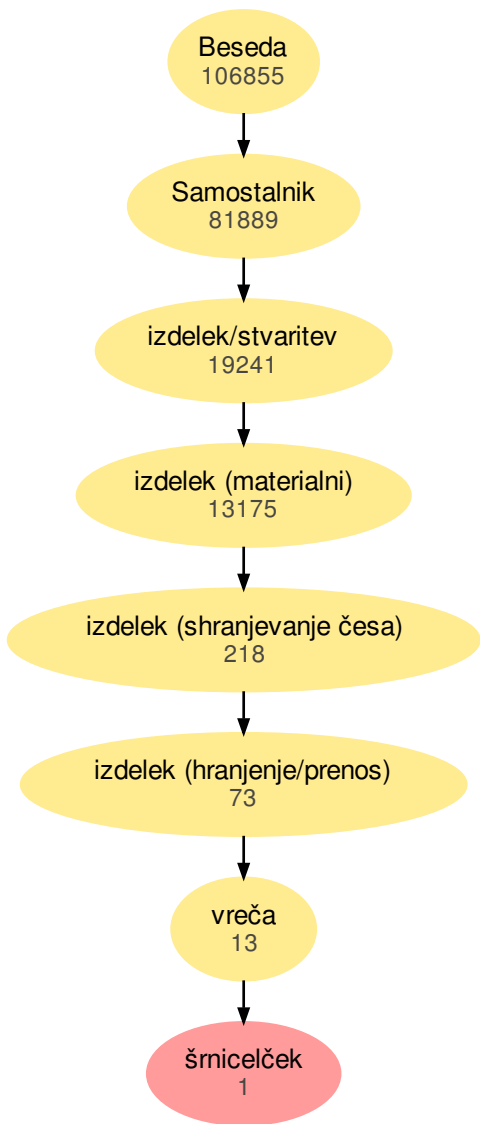 Beseda
106855
Samostalnik
81889
izdelek/stvaritev
19241
izdelek (materialni)
13175
izdelek (shranjevanje česa)
218
izdelek (hranjenje/prenos)
73
vreča
13
šrnicelček
1